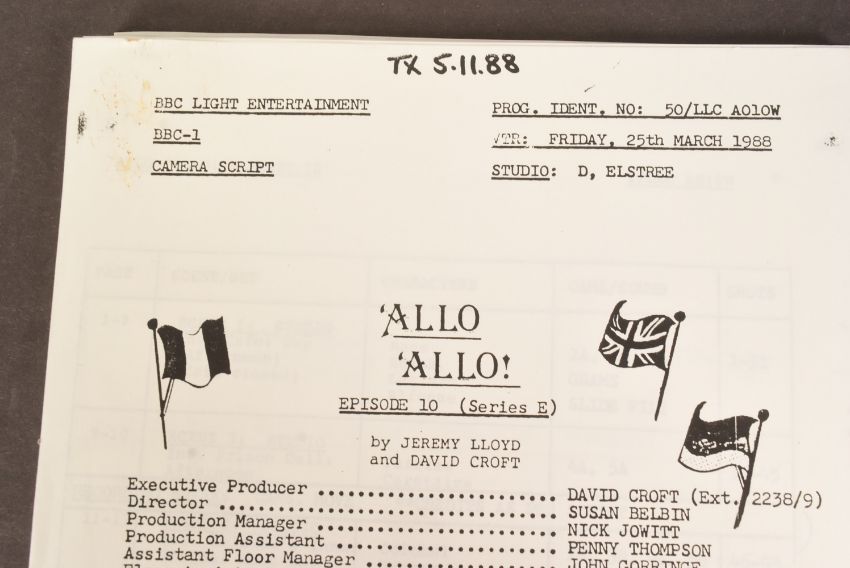 TX 5.11.88
BBC LIGHT ENTERTAINMENT
PROG. IDENT. NO: 50/LLC A010W
BBC-1
VTR: FRIDAY, 25th MARCH 1988
CAMERA SCRIPT
STUDIO: D, ELSTREE
'ALLO
'ALLO!
EPISODE 10 (Series E)
by JEREMY LLOYD
and DAVID CROFT
Executive Producer ........................ DAVID CROFT (Ext. 2238/9)
Director .................................. SUSAN BELBIN
Production Manager ........................ NICK JOWITT
Production Assistant ...................... PENNY THOMPSON
Assistant Floor Manager ................... JOHN GORRINGE